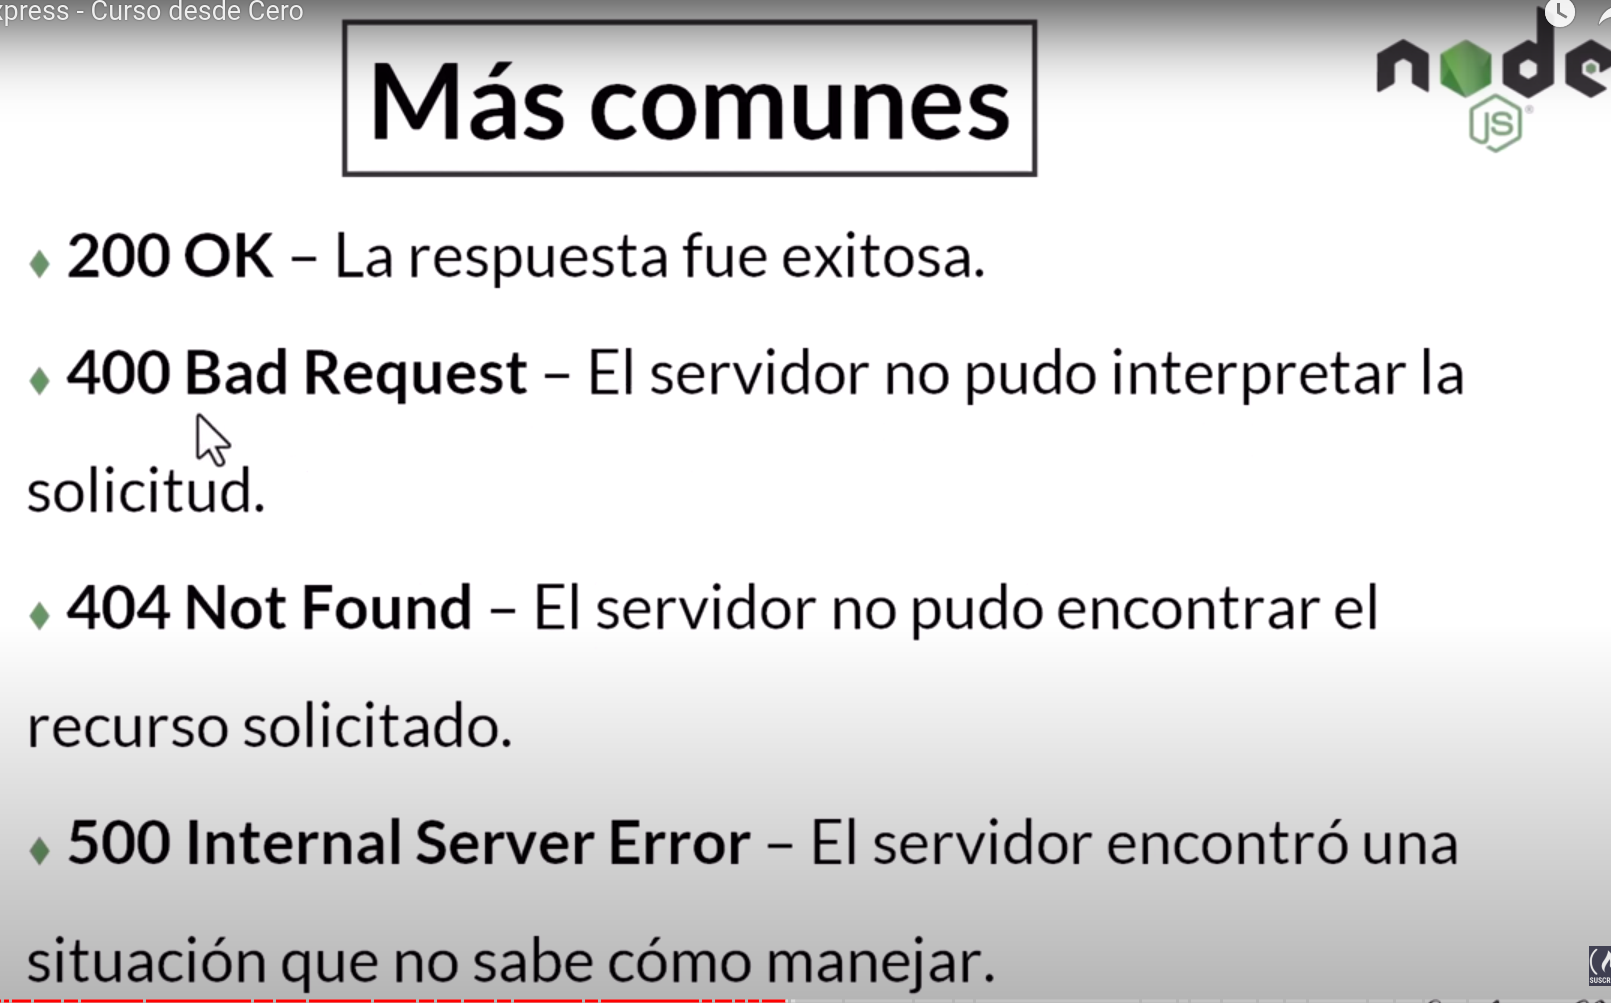 xpress - Curso desde Cero
Más comunes
node
JS
200 OK – La respuesta fue exitosa.
400 Bad Request – El servidor no pudo interpretar la
solicitud.
404 Not Found – El servidor no pudo encontrar el
recurso solicitado.
500 Internal Server Error – El servidor encontró una
situación que no sabe cómo manejar.
SUSCR